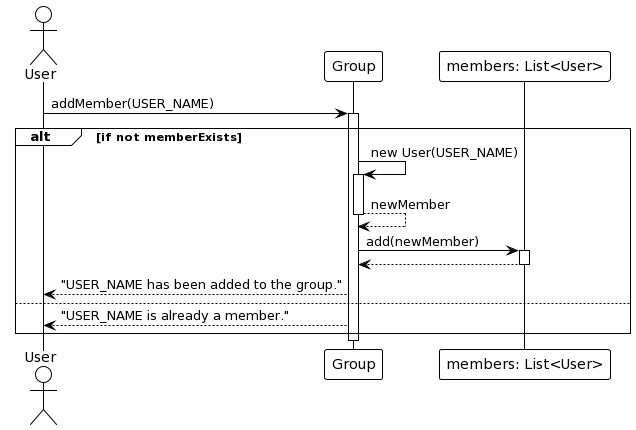 User
Group
members: List<User>
addMember(USER_NAME)
alt
[if not memberExists]
new User(USER_NAME)
newMember
add(newMember)
"USER_NAME has been added to the group."
"USER_NAME is already a member."
User
Group
members: List<User>